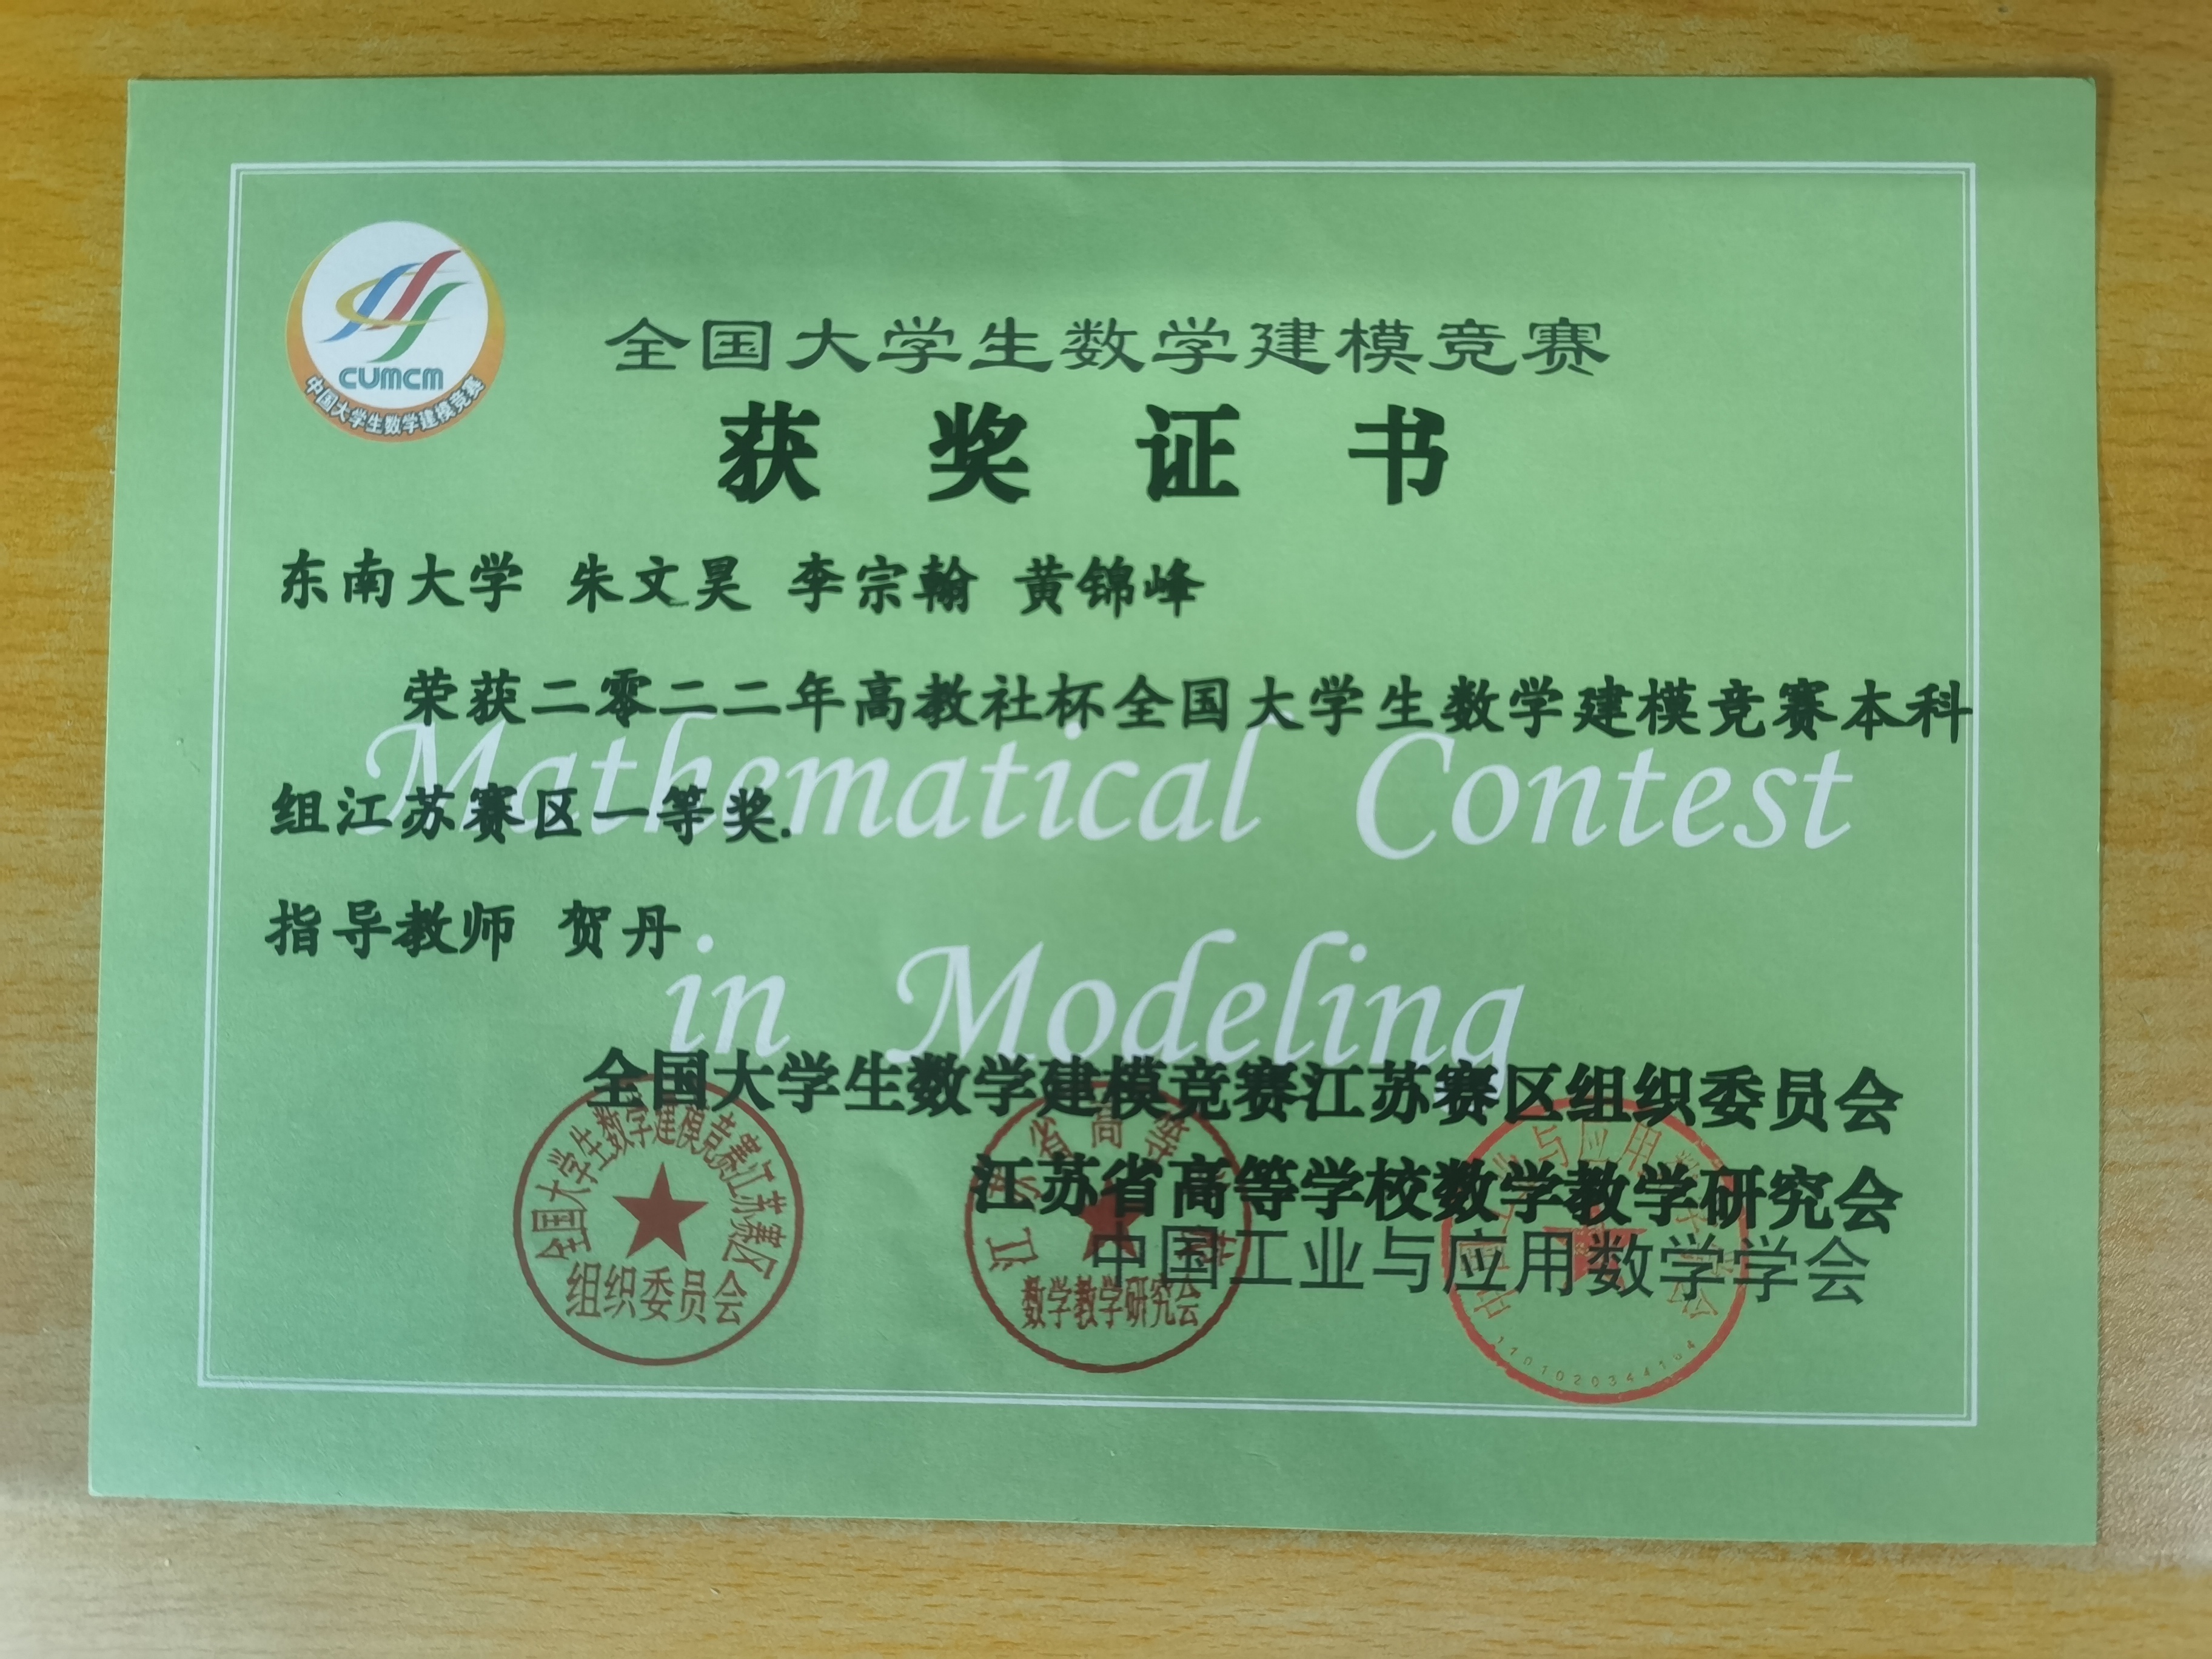 CUMCM
中国大学生数学建模竞赛
全国大学生数学建模竞赛
获奖证书
东南大学 朱文昊 李宗翰 黄锦峰
荣获二零二二年高教社杯全国大学生数学建模竞赛本科
组江苏赛区一等奖.
Mathematical Contest
指导教师 贺丹
in Modeling
全国大学生数学建模竞赛江苏赛区组织委员会
江苏省高等学校数学教学研究会
中国工业与应用数学学会
全国大学生数学建模竞赛江苏赛区
组织委员会
江苏省高等学校
数学教学研究会
中国工业与应用数学学会